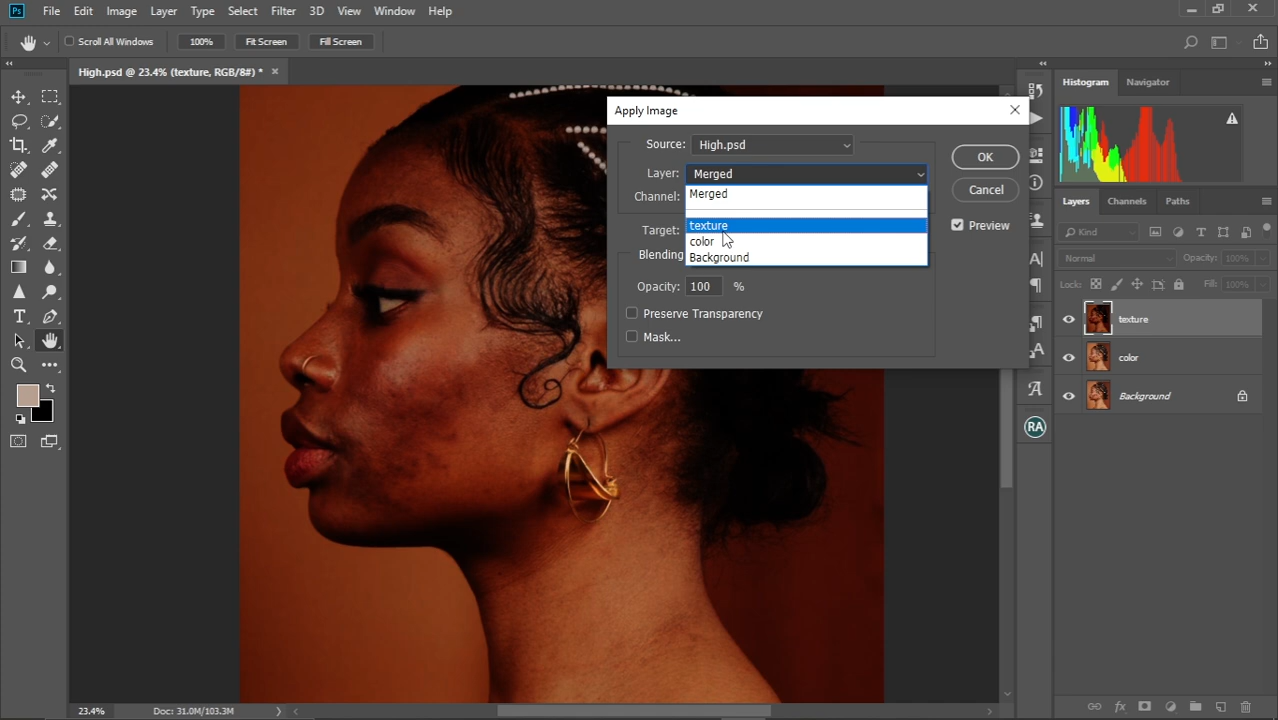 Ps File Edit Image Layer Type Select Filter 3D View Window Help
Scroll All Windows 100% Fit Screen Fill Screen
High.psd @ 23.4% (texture, RGB/8#) *
Histogram Navigator
Apply Image
Source: High.psd
OK
Layer: Merged
Cancel
Merged
Channel:
texture
Preview
Target:
color
Blending
Background
Opacity: 100 %
Preserve Transparency
Mask...
Layers Channels Paths
Kind
Normal Opacity: 100%
Lock: Fill: 100%
texture
color
Background
RA
23.4% Doc: 31.0M/103.3M